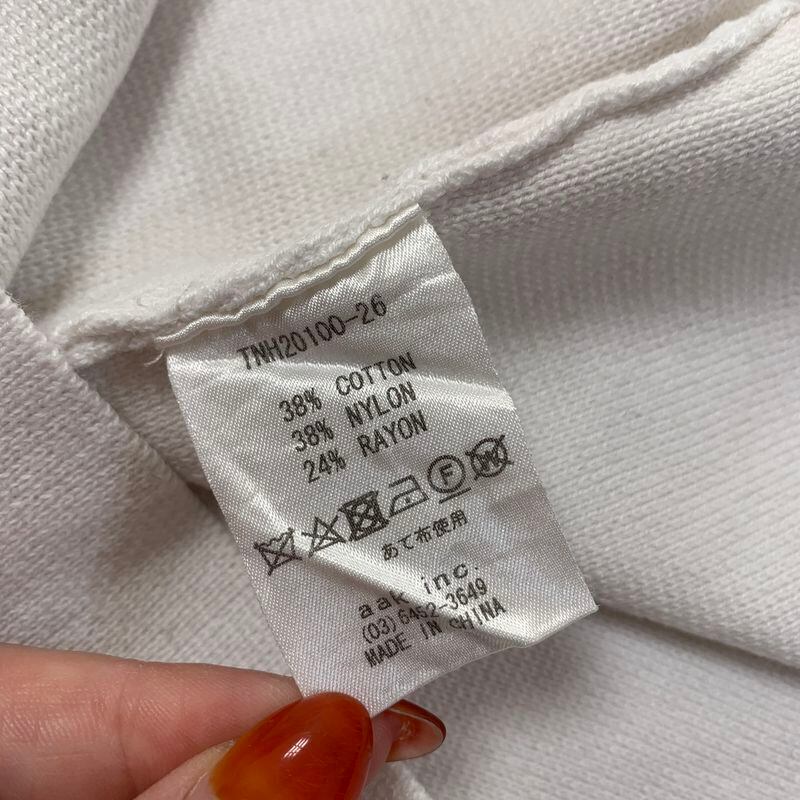 TNH20100-26
38% COTTON
38% NYLON
24% RAYON
F W
あて布使用
aak inc.
(03)6452-3649
MADE IN CHINA